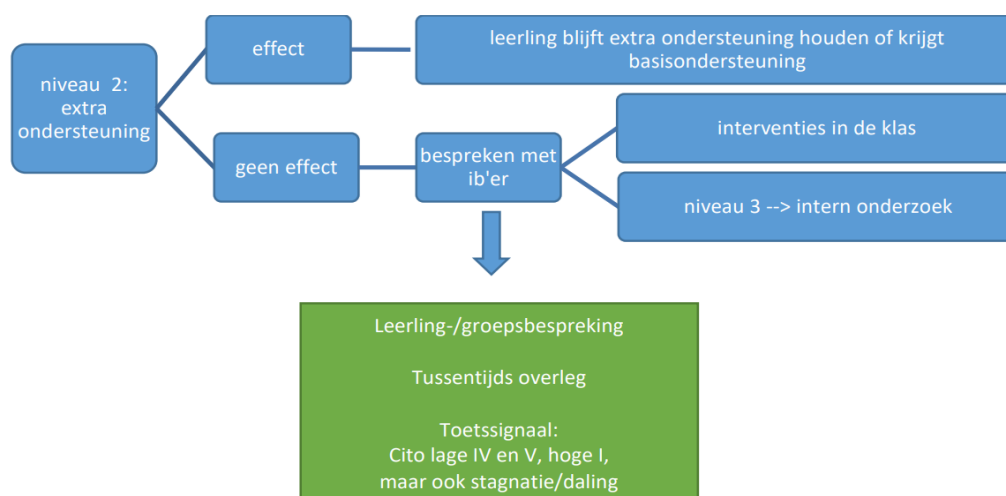 niveau 2:
extra
ondersteuning
effect
leerling blijft extra ondersteuning houden of krijgt
basisondersteuning
geen effect
bespreken met
ib'er
interventies in de klas
niveau 3 --> intern onderzoek
Leerling-/groepsbespreking
Tussentijds overleg
Toetssignaal:
Cito lage IV en V, hoge I,
maar ook stagnatie/daling